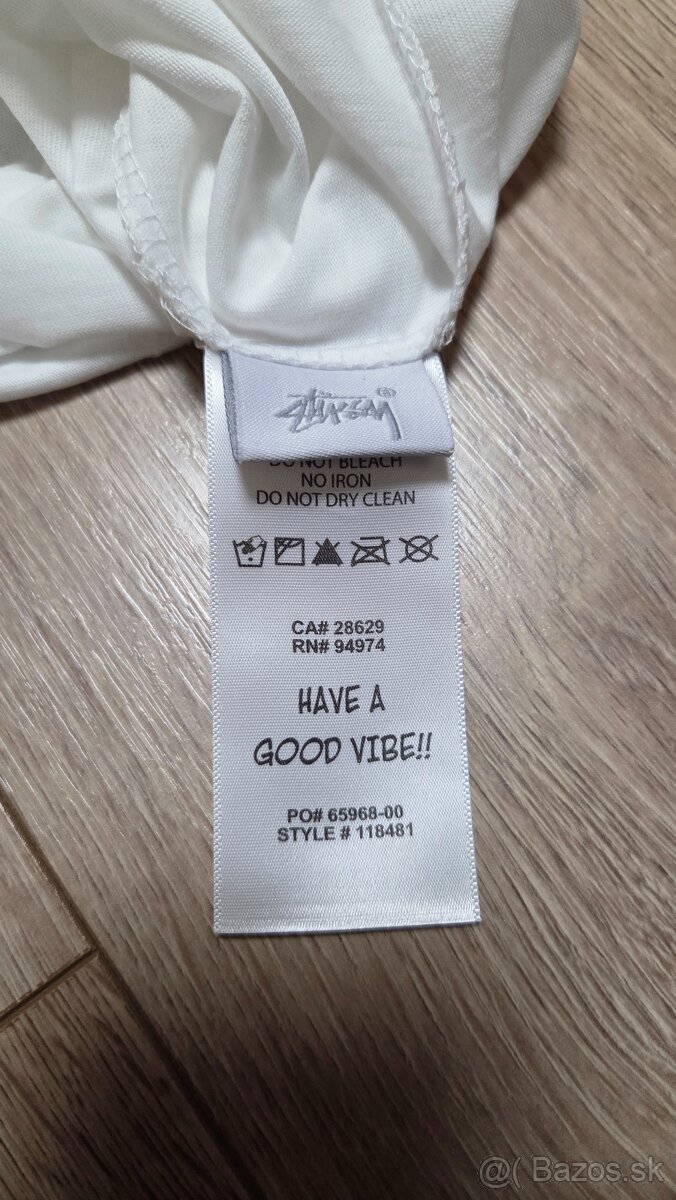 Stüssy®
DO NOT BLEACH
NO IRON
DO NOT DRY CLEAN
CA# 28629
RN# 94974
HAVE A
GOOD VIBE!!
PO# 65968-00
STYLE # 118481
@( Bazos.sk